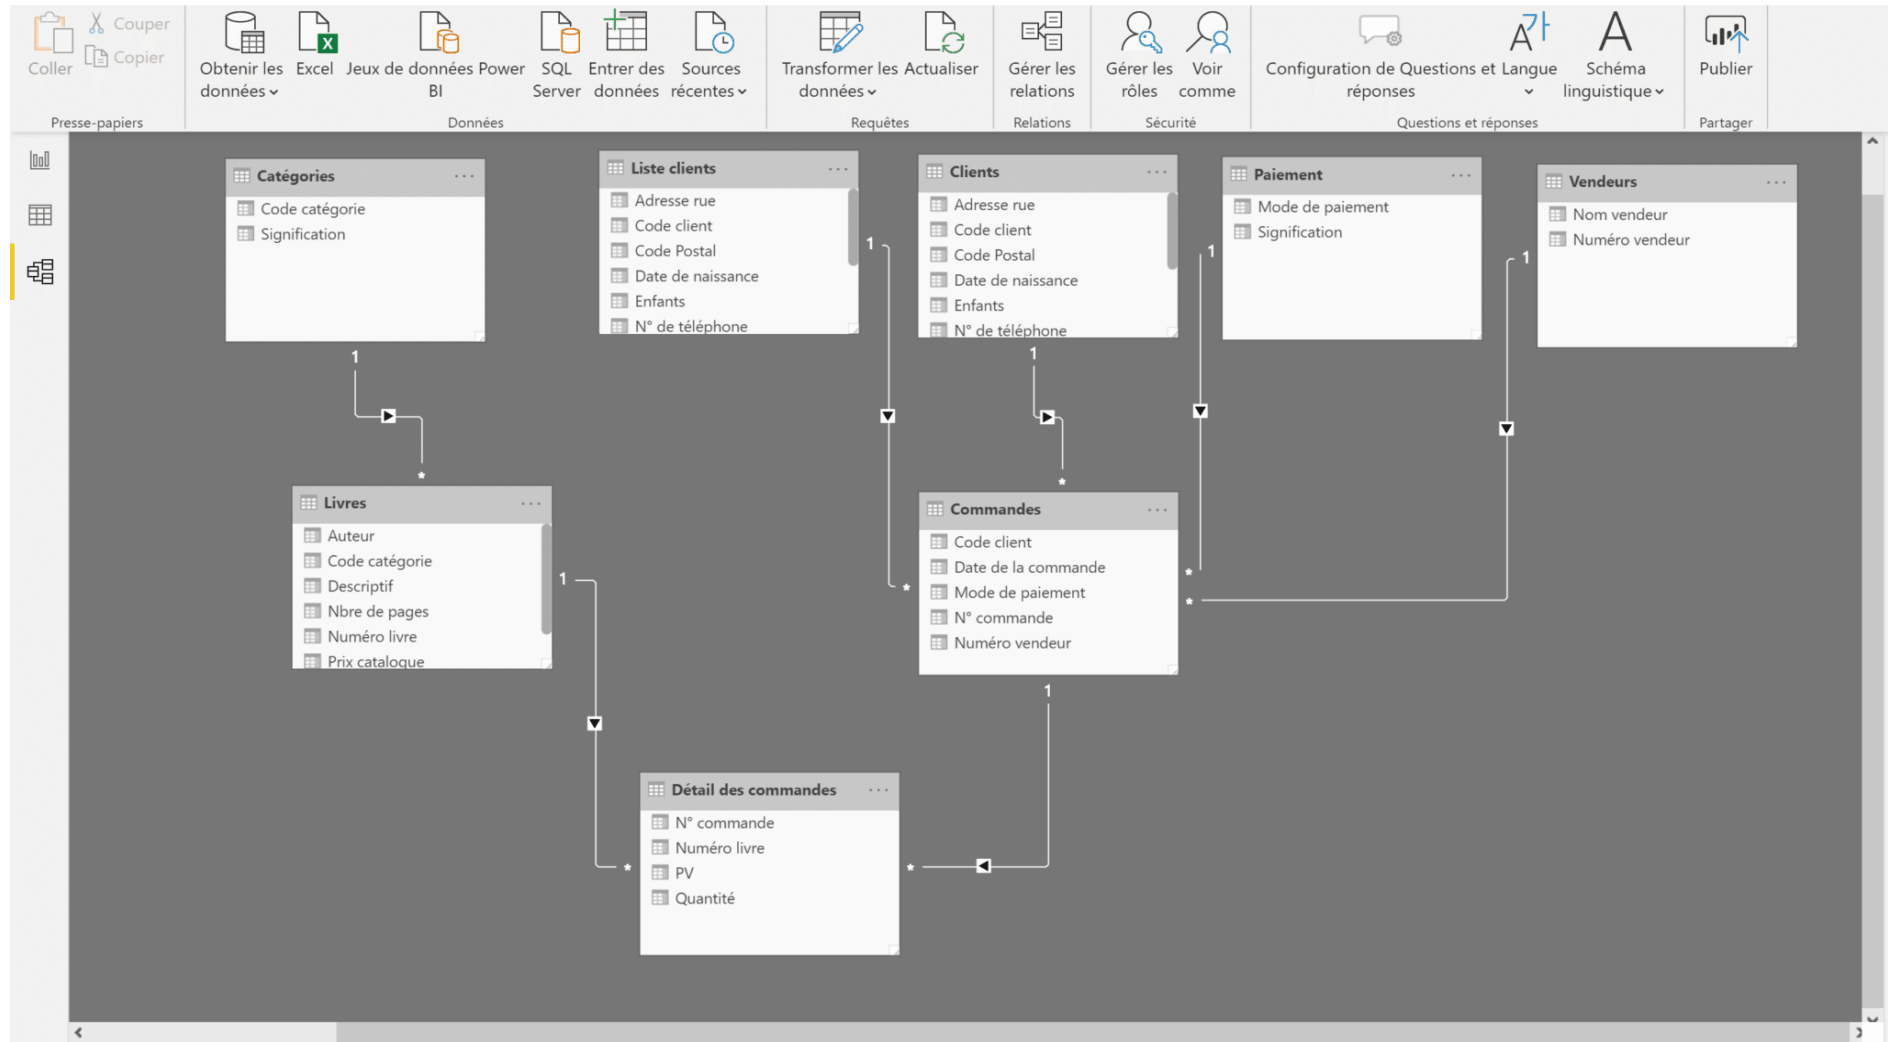 Coller
Couper
Copier
Presse-papiers
Obtenir les
données
Excel
Jeux de données Power
BI
SQL
Server
Entrer des
données
Sources
récentes
Données
Transformer les
données
Actualiser
Requêtes
Gérer les
relations
Relations
Gérer les
rôles
Voir
comme
Sécurité
Configuration de Questions et
réponses
Langue
Schéma
linguistique
Questions et réponses
Publier
Partager
Catégories
Code catégorie
Signification
1
*
Liste clients
Adresse rue
Code client
Code Postal
Date de naissance
Enfants
N° de téléphone
1
*
Clients
Adresse rue
Code client
Code Postal
Date de naissance
Enfants
N° de téléphone
1
*
Paiement
Mode de paiement
Signification
1
*
Vendeurs
Nom vendeur
Numéro vendeur
1
*
Livres
Auteur
Code catégorie
Descriptif
Nbre de pages
Numéro livre
Prix catalogue
1
*
Commandes
Code client
Date de la commande
Mode de paiement
N° commande
Numéro vendeur
1
*
Détail des commandes
N° commande
Numéro livre
PV
Quantité